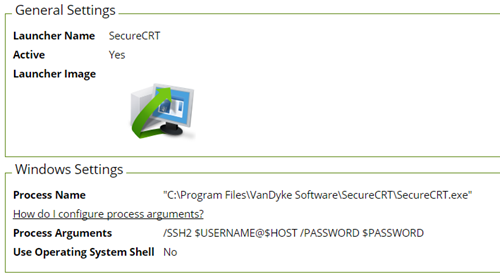 General Settings
Launcher Name SecureCRT
Active Yes
Launcher Image
Windows Settings
Process Name "C:\Program Files\VanDyke Software\SecureCRT\SecureCRT.exe"
How do I configure process arguments?
Process Arguments /SSH2 $USERNAME@$HOST /PASSWORD $PASSWORD
Use Operating System Shell No